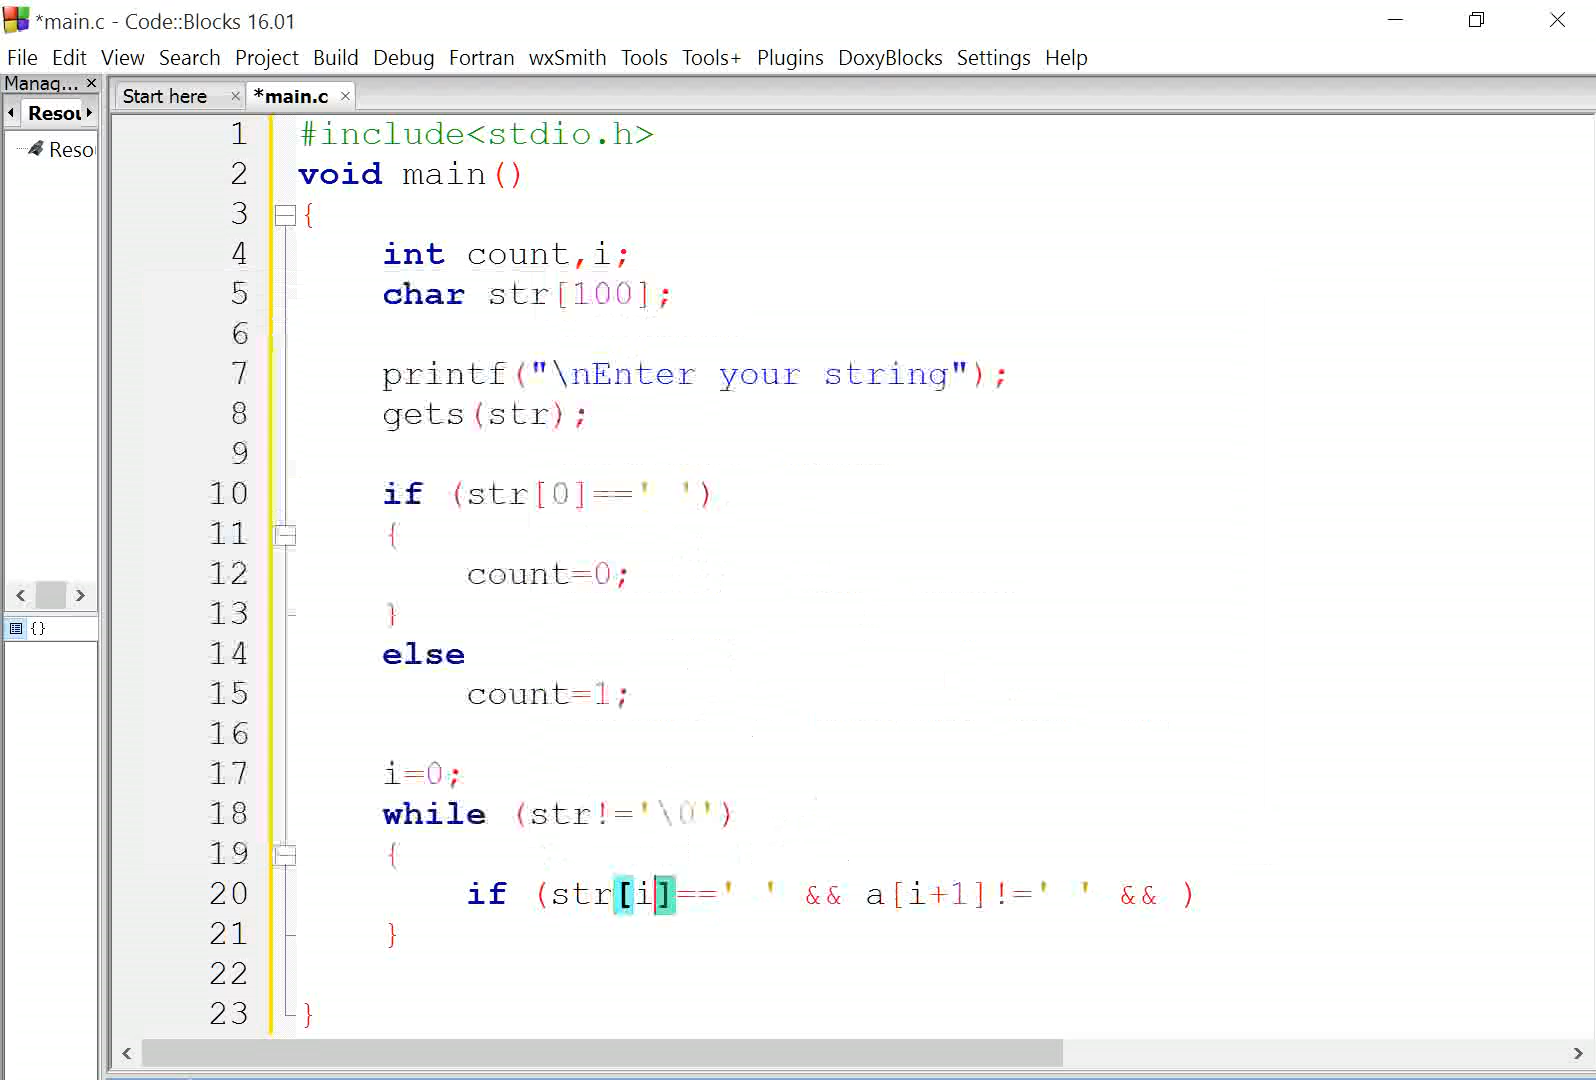 *main.c - Code::Blocks 16.01
File Edit View Search Project Build Debug Fortran wxSmith Tools Tools+ Plugins DoxyBlocks Settings Help
Manag... ×
Start here × *main.c ×
Resou
Reso
{}
1 #include<stdio.h>
2 void main()
3 {
4 int count,i;
5 char str[100];
6
7 printf("\nEnter your string");
8 gets(str);
9
10 if (str[0]==' ')
11 {
12 count=0;
13 }
14 else
15 count=1;
16
17 i=0;
18 while (str!='\0')
19 {
20 if (str[i]==' ' && a[i+1]!=' ' && )
21 }
22
23 }